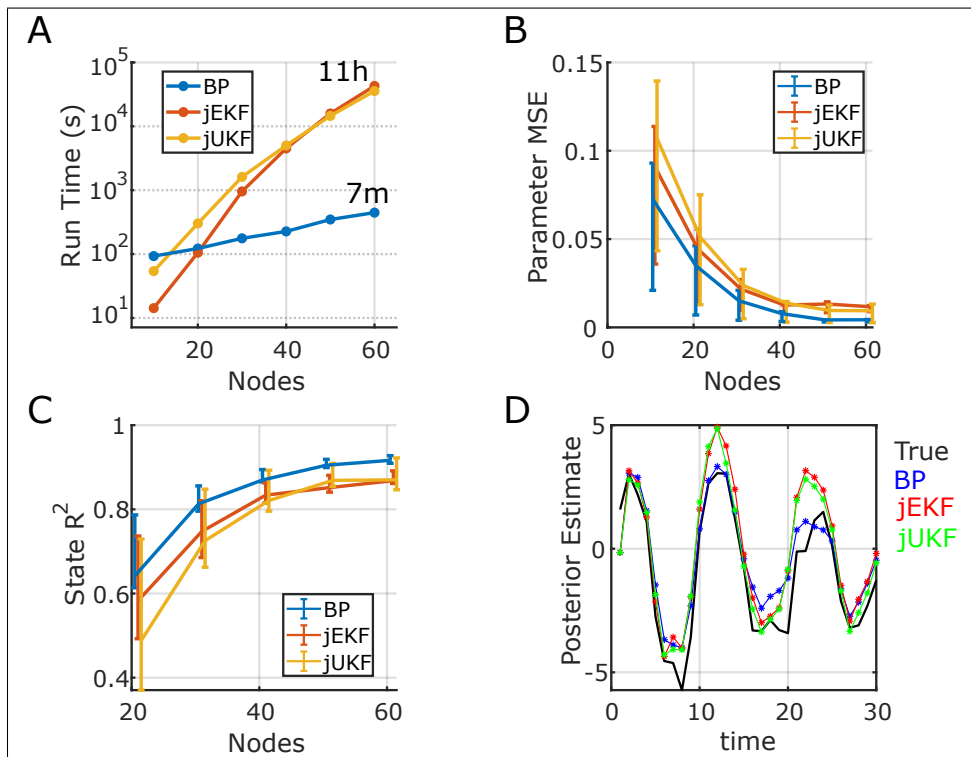 A
10^5
10^4
10^3
10^2
10^1
Run Time (s)
BP
jEKF
jUKF
11h
7m
20
40
60
Nodes
B
0.15
0.1
0.05
0
Parameter MSE
BP
jEKF
jUKF
0
20
40
60
Nodes
C
1
0.8
0.6
0.4
State R^2
BP
jEKF
jUKF
20
40
60
Nodes
D
5
0
-5
Posterior Estimate
0
10
20
30
time
True
BP
jEKF
jUKF